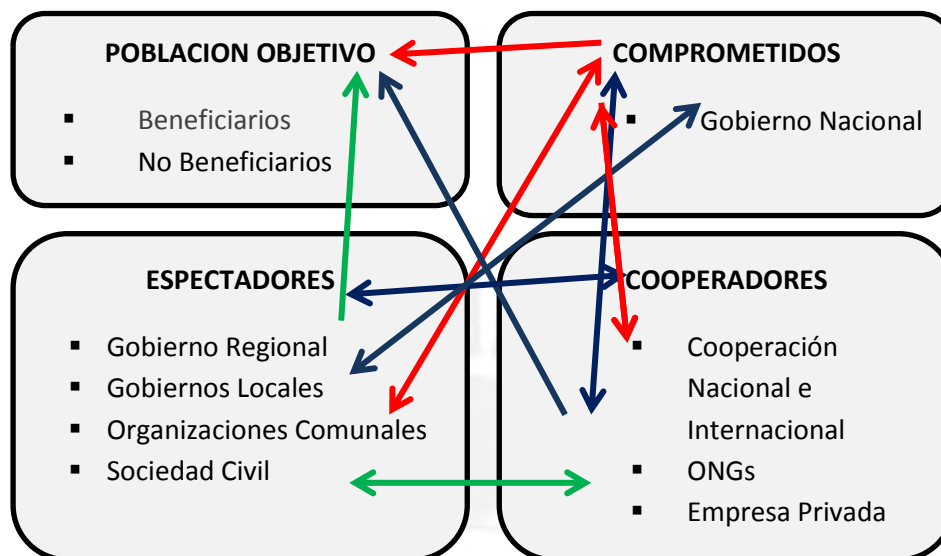 POBLACION OBJETIVO
▪ Beneficiarios
▪ No Beneficiarios
COMPROMETIDOS
▪ Gobierno Nacional
ESPECTADORES
▪ Gobierno Regional
▪ Gobiernos Locales
▪ Organizaciones Comunales
▪ Sociedad Civil
COOPERADORES
▪ Cooperación
Nacional e
Internacional
▪ ONGs
▪ Empresa Privada